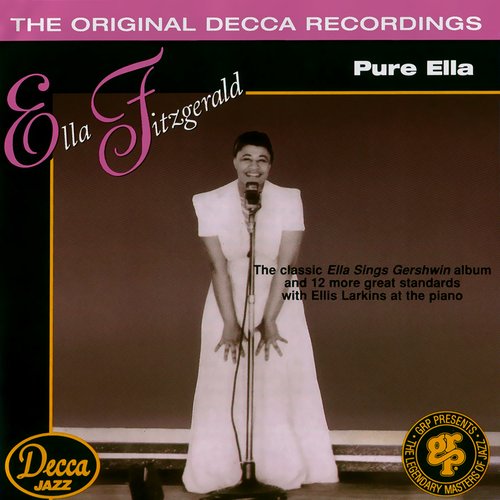 THE ORIGINAL DECCA RECORDINGS
Pure Ella
Ella Fitzgerald
The classic Ella Sings Gershwin album
and 12 more great standards
with Ellis Larkins at the piano
Decca
JAZZ
GRP PRESENTS
THE LEGENDARY MASTERS OF JAZZ
GRP